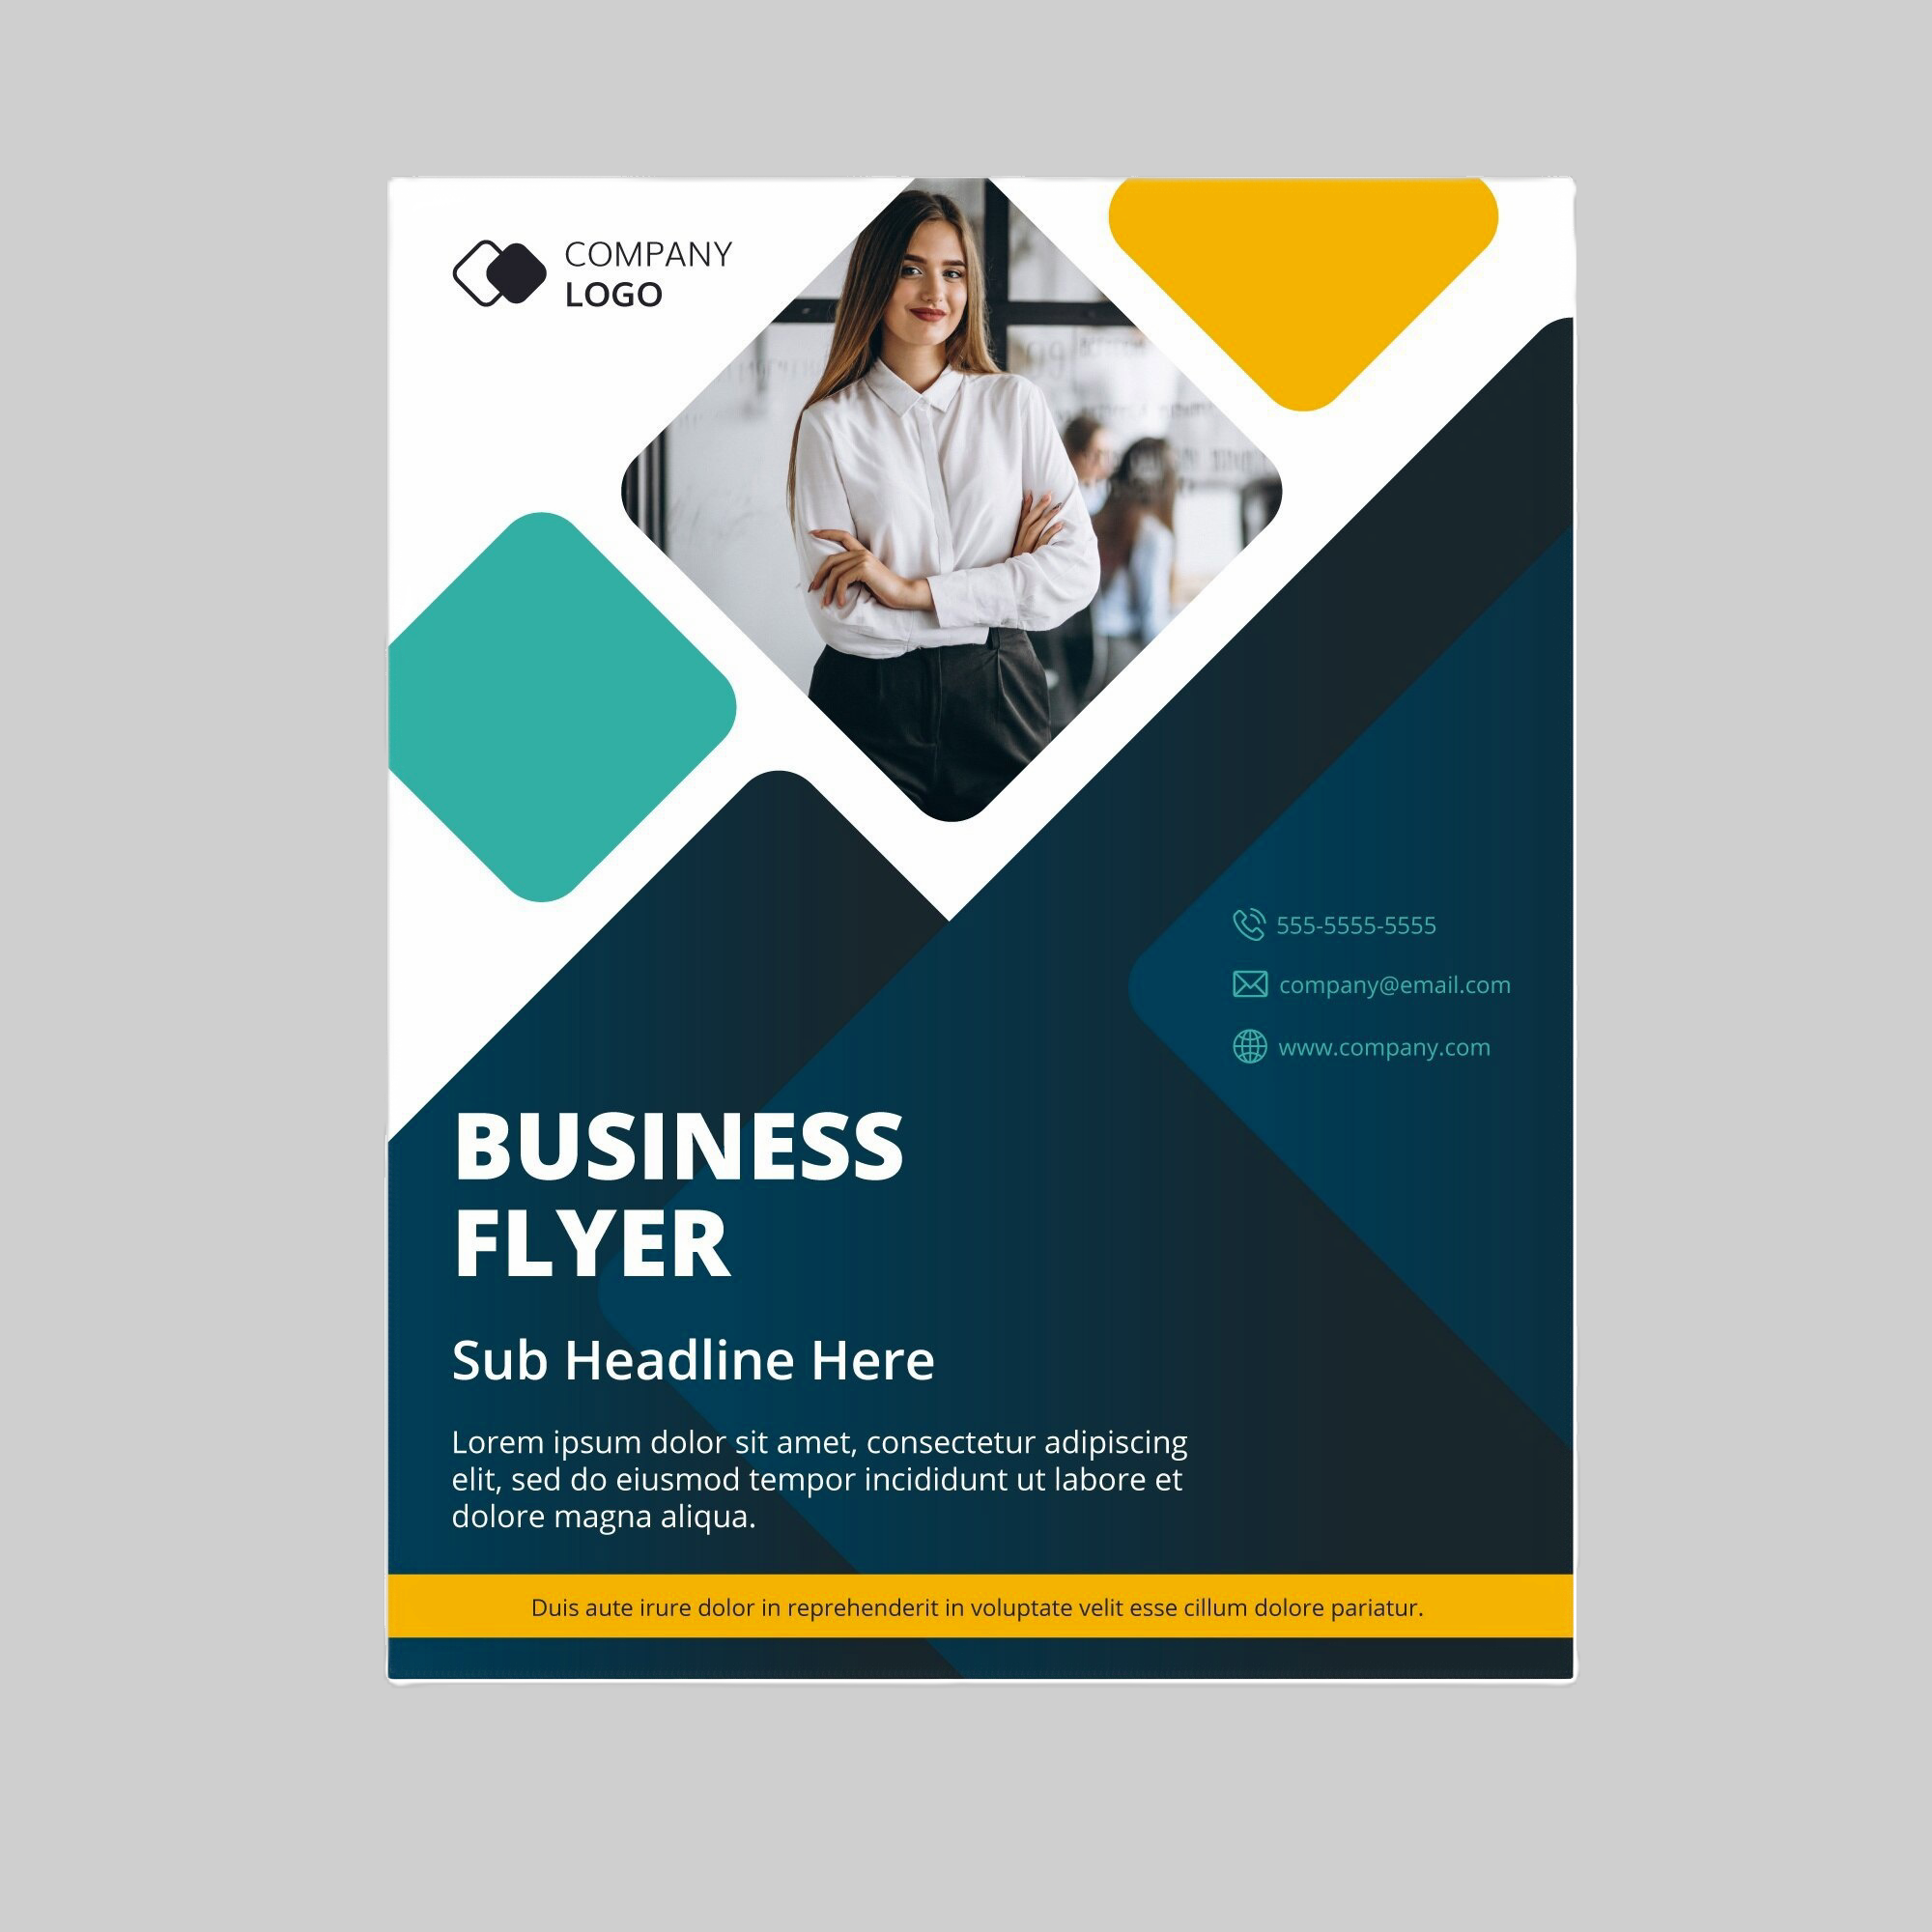 COMPANY
LOGO
555-5555-5555
company@email.com
www.company.com
BUSINESS
FLYER
Sub Headline Here
Lorem ipsum dolor sit amet, consectetur adipiscing
elit, sed do eiusmod tempor incididunt ut labore et
dolore magna aliqua.
Duis aute irure dolor in reprehenderit in voluptate velit esse cillum dolore pariatur.